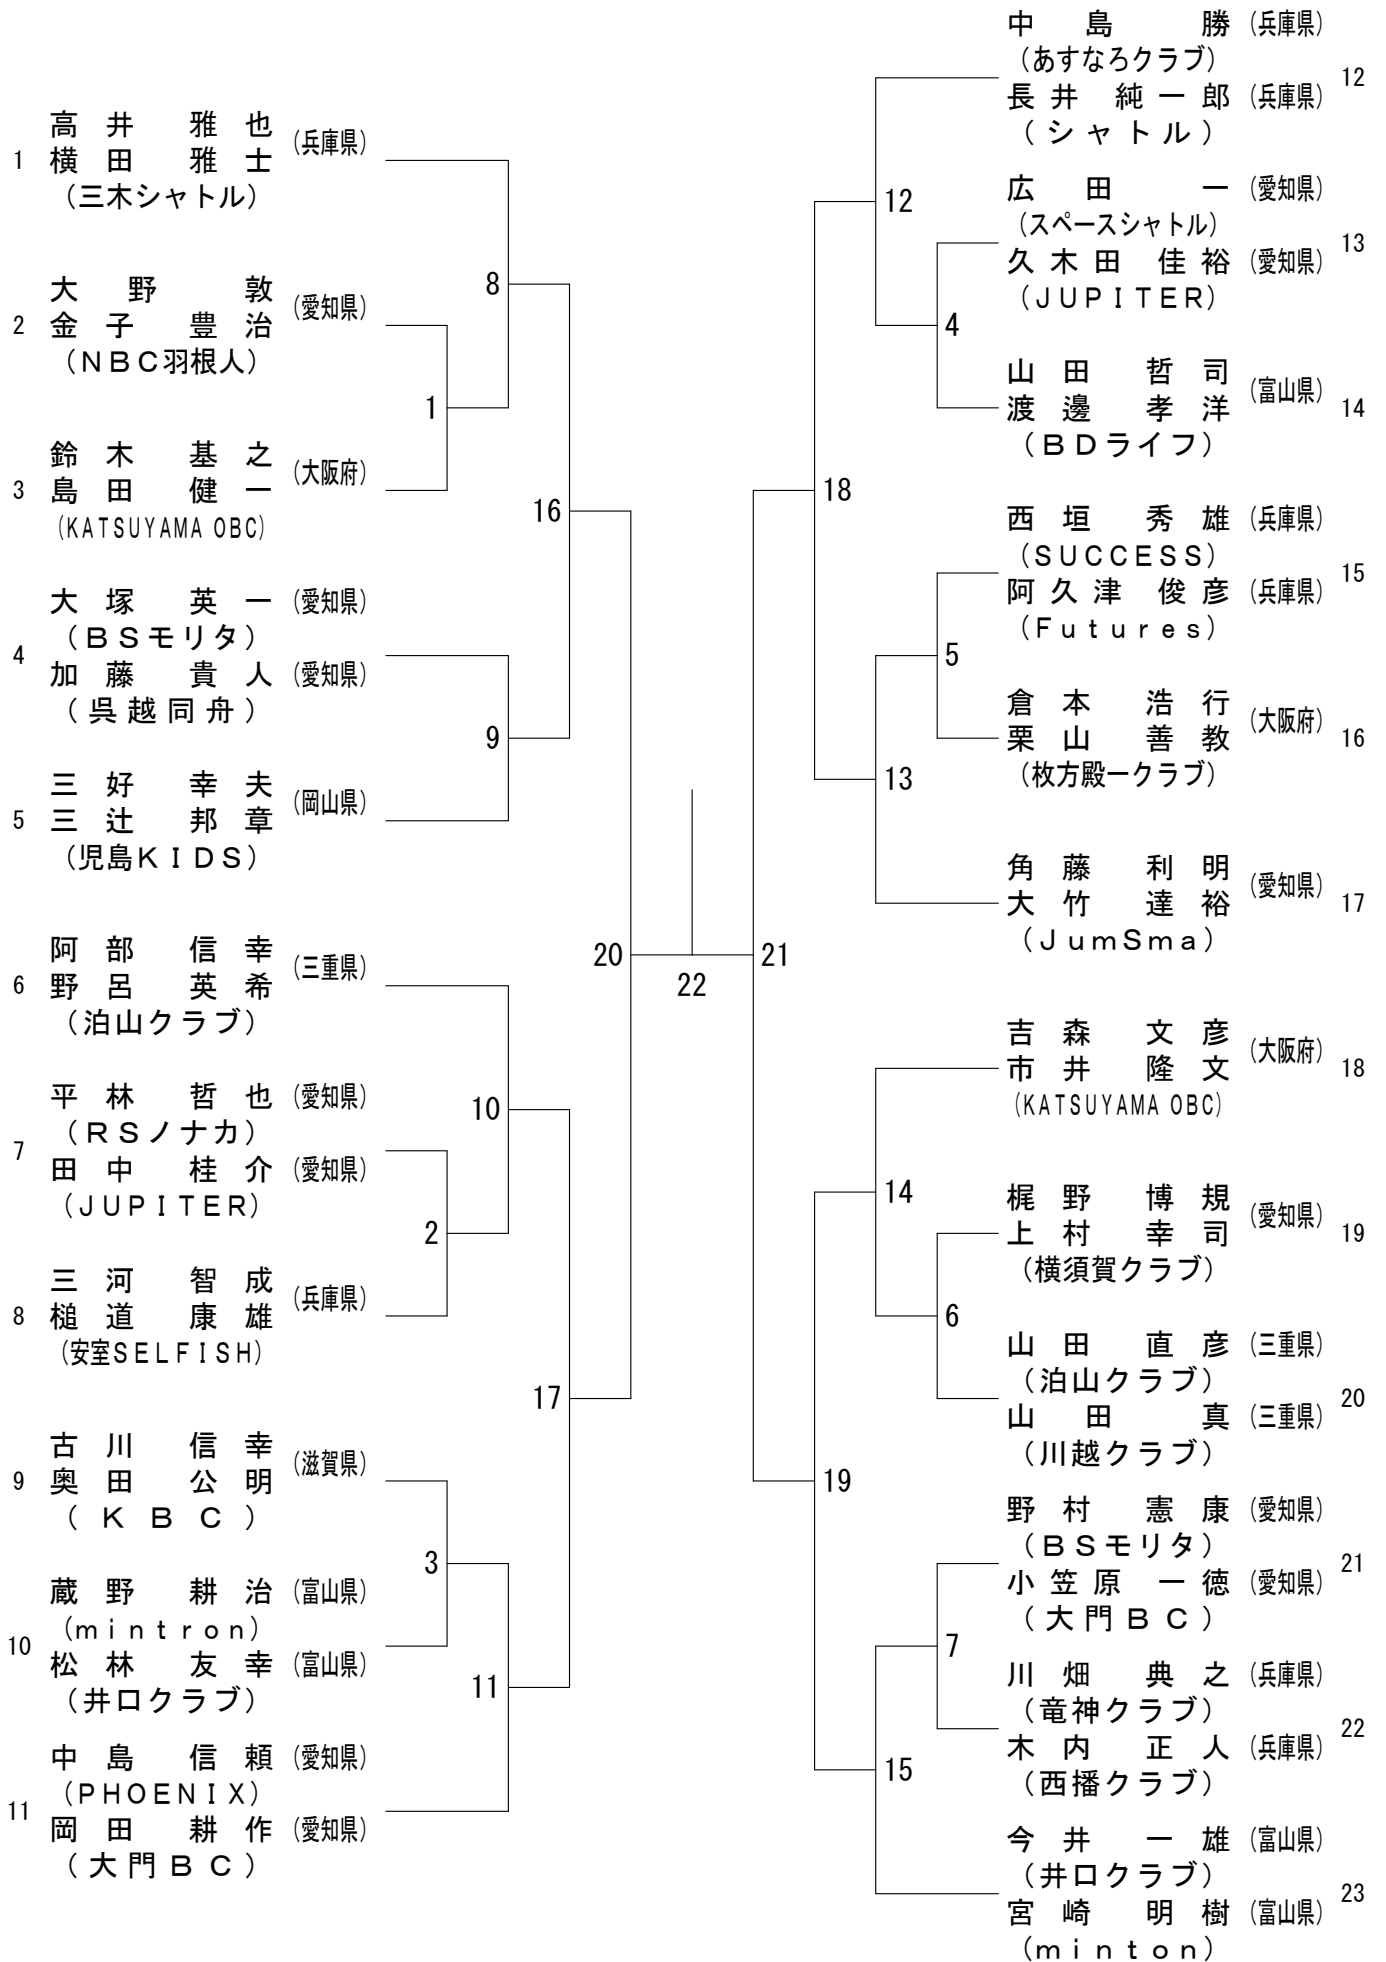 高井 雅也 (兵庫県)
1 横田 雅士
(三木シャトル)
大野 敦 (愛知県)
2 金子 豊治
(NBC羽根人)
鈴木 基之 (大阪府)
3 島田 健一
(KATSUYAMA OBC)
大塚 英一 (愛知県)
(BSモリタ)
4
加藤 貴人 (愛知県)
(呉越同舟)
三好 幸夫 (岡山県)
5 三辻 邦章
(児島KIDS)
阿部 信幸 (三重県)
6 野呂 英希
(泊山クラブ)
平林 哲也 (愛知県)
(RSノナカ)
7
田中 桂介 (愛知県)
(JUPITER)
三河 智成 (兵庫県)
8 槌道 康雄
(安室SELFISH)
古川 信幸 (滋賀県)
9 奥田 公明
(KBC)
蔵野 耕治 (富山県)
(mintron)
10
松林 友幸 (富山県)
(井口クラブ)
中島 信頼 (愛知県)
(PHOENIX)
11
岡田 耕作 (愛知県)
(大門BC)
8
1
16
9
20
10
2
17
3
11
22
21
12
4
18
5
13
14
6
19
7
15
中島 勝 (兵庫県)
(あすなろクラブ)
12
長井 純一郎 (兵庫県)
(シャトル)
広田 一 (愛知県)
(スペースシャトル)
13
久木田 佳裕 (愛知県)
(JUPITER)
山田 哲司 (富山県)
渡邊 孝洋 14
(BDライフ)
西垣 秀雄 (兵庫県)
(SUCCESS)
15
阿久津 俊彦 (兵庫県)
(Futures)
倉本 浩行 (大阪府)
栗山 善教 16
(枚方殿一クラブ)
角藤 利明 (愛知県)
大竹 達裕 17
(JumSma)
吉森 文彦 (大阪府)
市井 隆文 18
(KATSUYAMA OBC)
梶野 博規 (愛知県)
上村 幸司 19
(横須賀クラブ)
山田 直彦 (三重県)
(泊山クラブ)
20
山田 真 (三重県)
(川越クラブ)
野村 憲康 (愛知県)
(BSモリタ)
21
小笠原 一徳 (愛知県)
(大門BC)
川畑 典之 (兵庫県)
(竜神クラブ)
22
木内 正人 (兵庫県)
(西播クラブ)
今井 一雄 (富山県)
(井口クラブ)
23
宮崎 明樹 (富山県)
(minton)